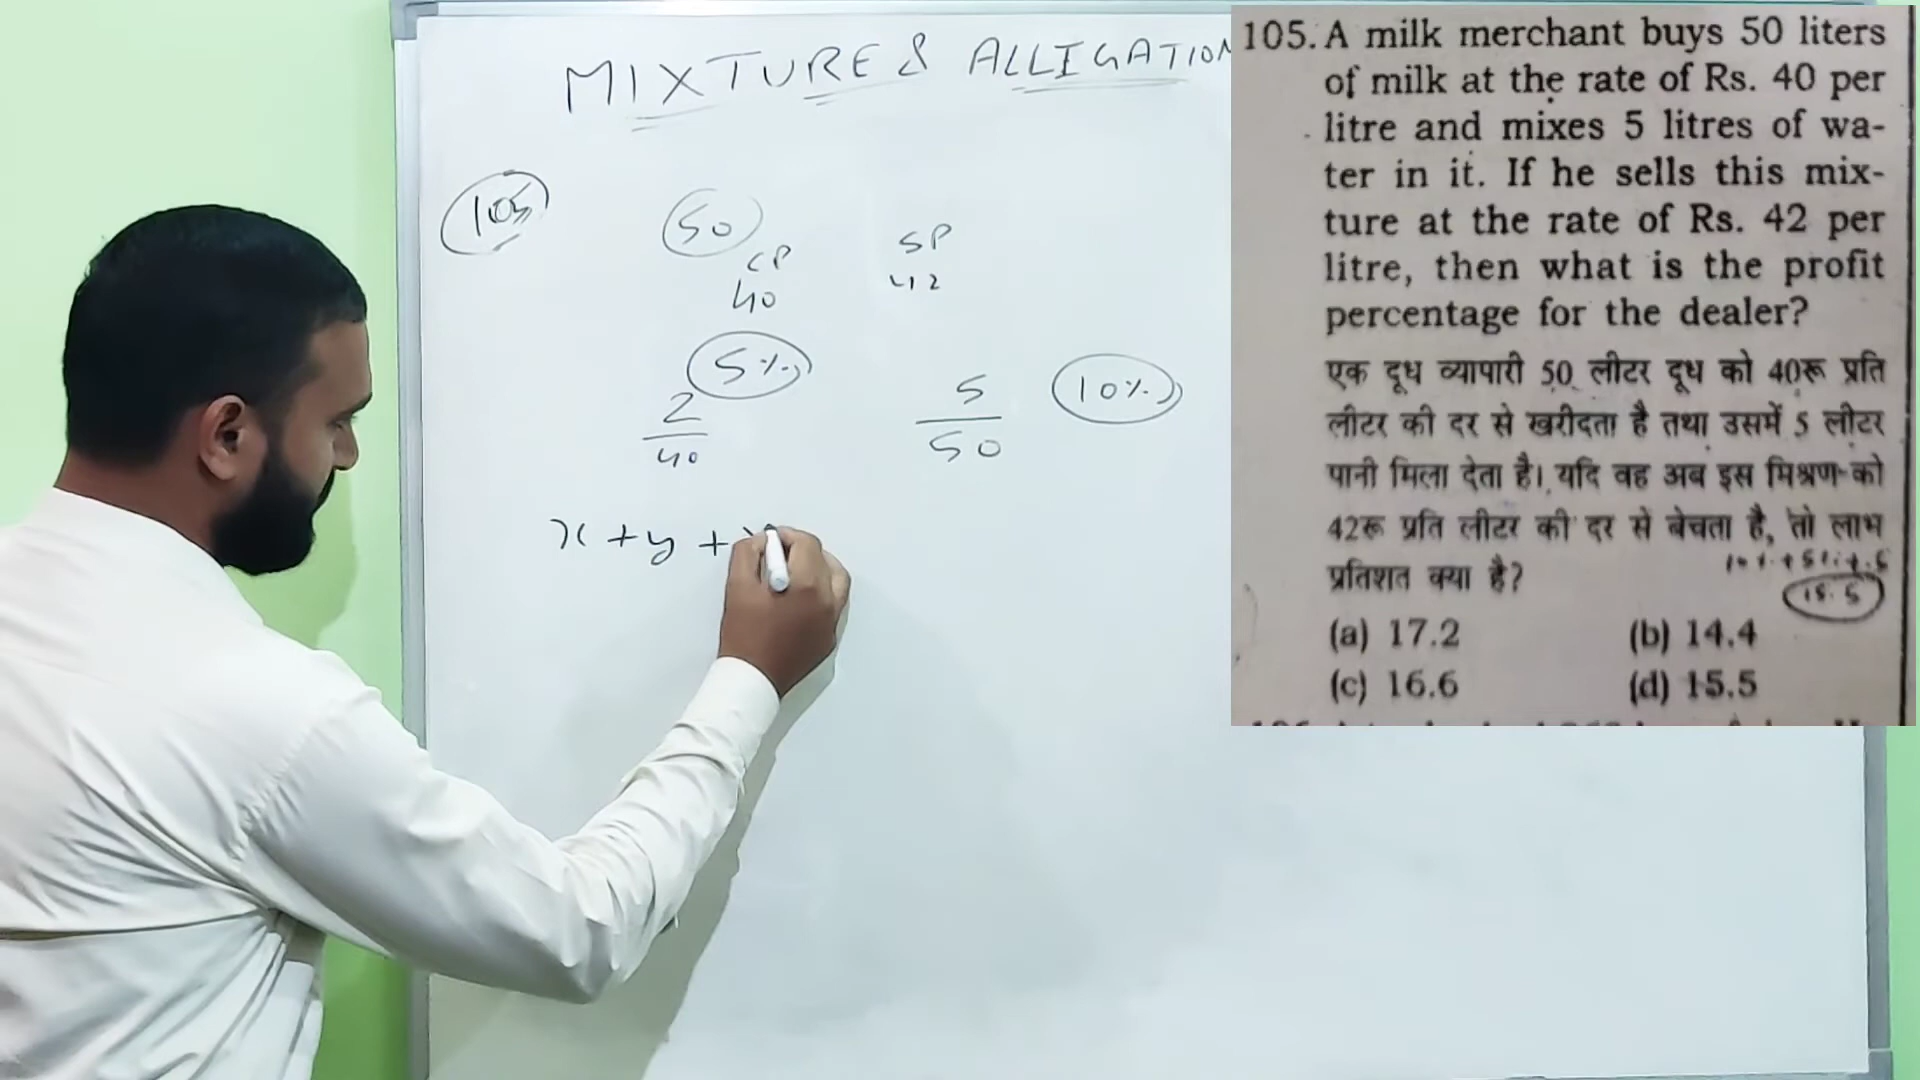 MIXTURE & ALLIGATION
105
50
CP
40
SP
42
5%
2
40
5
50
10%
x + y +
105. A milk merchant buys 50 liters
of milk at the rate of Rs. 40 per
litre and mixes 5 litres of wa-
ter in it. If he sells this mix-
ture at the rate of Rs. 42 per
litre, then what is the profit
percentage for the dealer?
एक दूध व्यापारी 50 लीटर दूध को 40रू प्रति
लीटर की दर से खरीदता है तथा उसमें 5 लीटर
पानी मिला देता है। यदि वह अब इस मिश्रण को
42रू प्रति लीटर की दर से बेचता है, तो लाभ
प्रतिशत क्या है?
10%+5%+.5
15.5
(a) 17.2 (b) 14.4
(c) 16.6 (d) 15.5